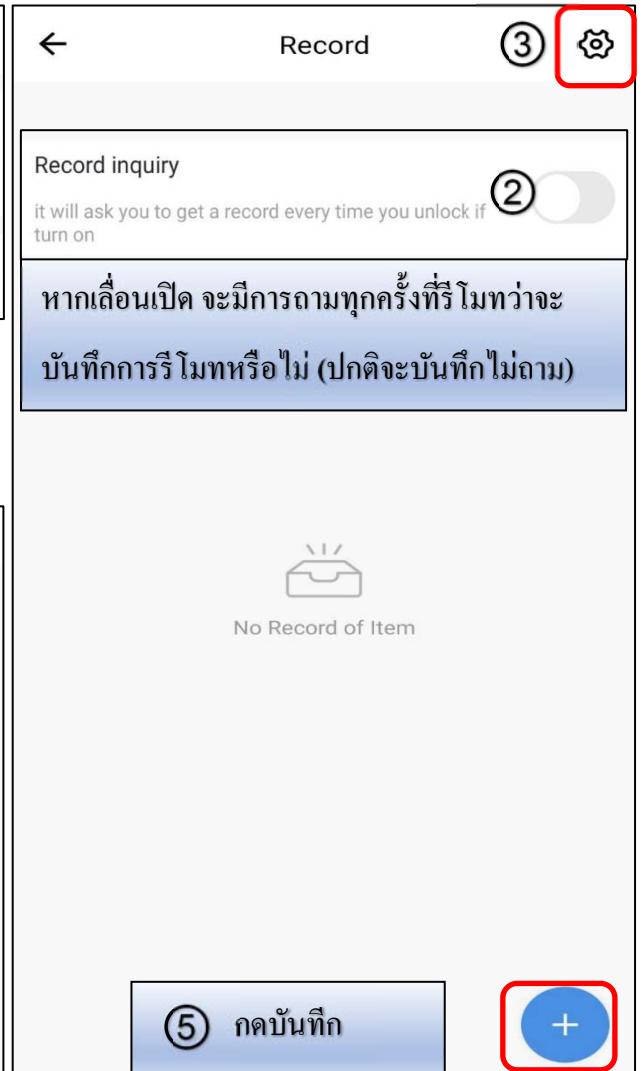 Record ③
Record inquiry
it will ask you to get a record every time you unlock if ②
turn on
หากเลื่อนเปิด จะมีการถามทุกครั้งที่รีโมทว่าจะ
บันทึกการรีโมทหรือไม่ (ปกติจะบันทึกไม่ถาม)
No Record of Item
⑤ กดบันทึก